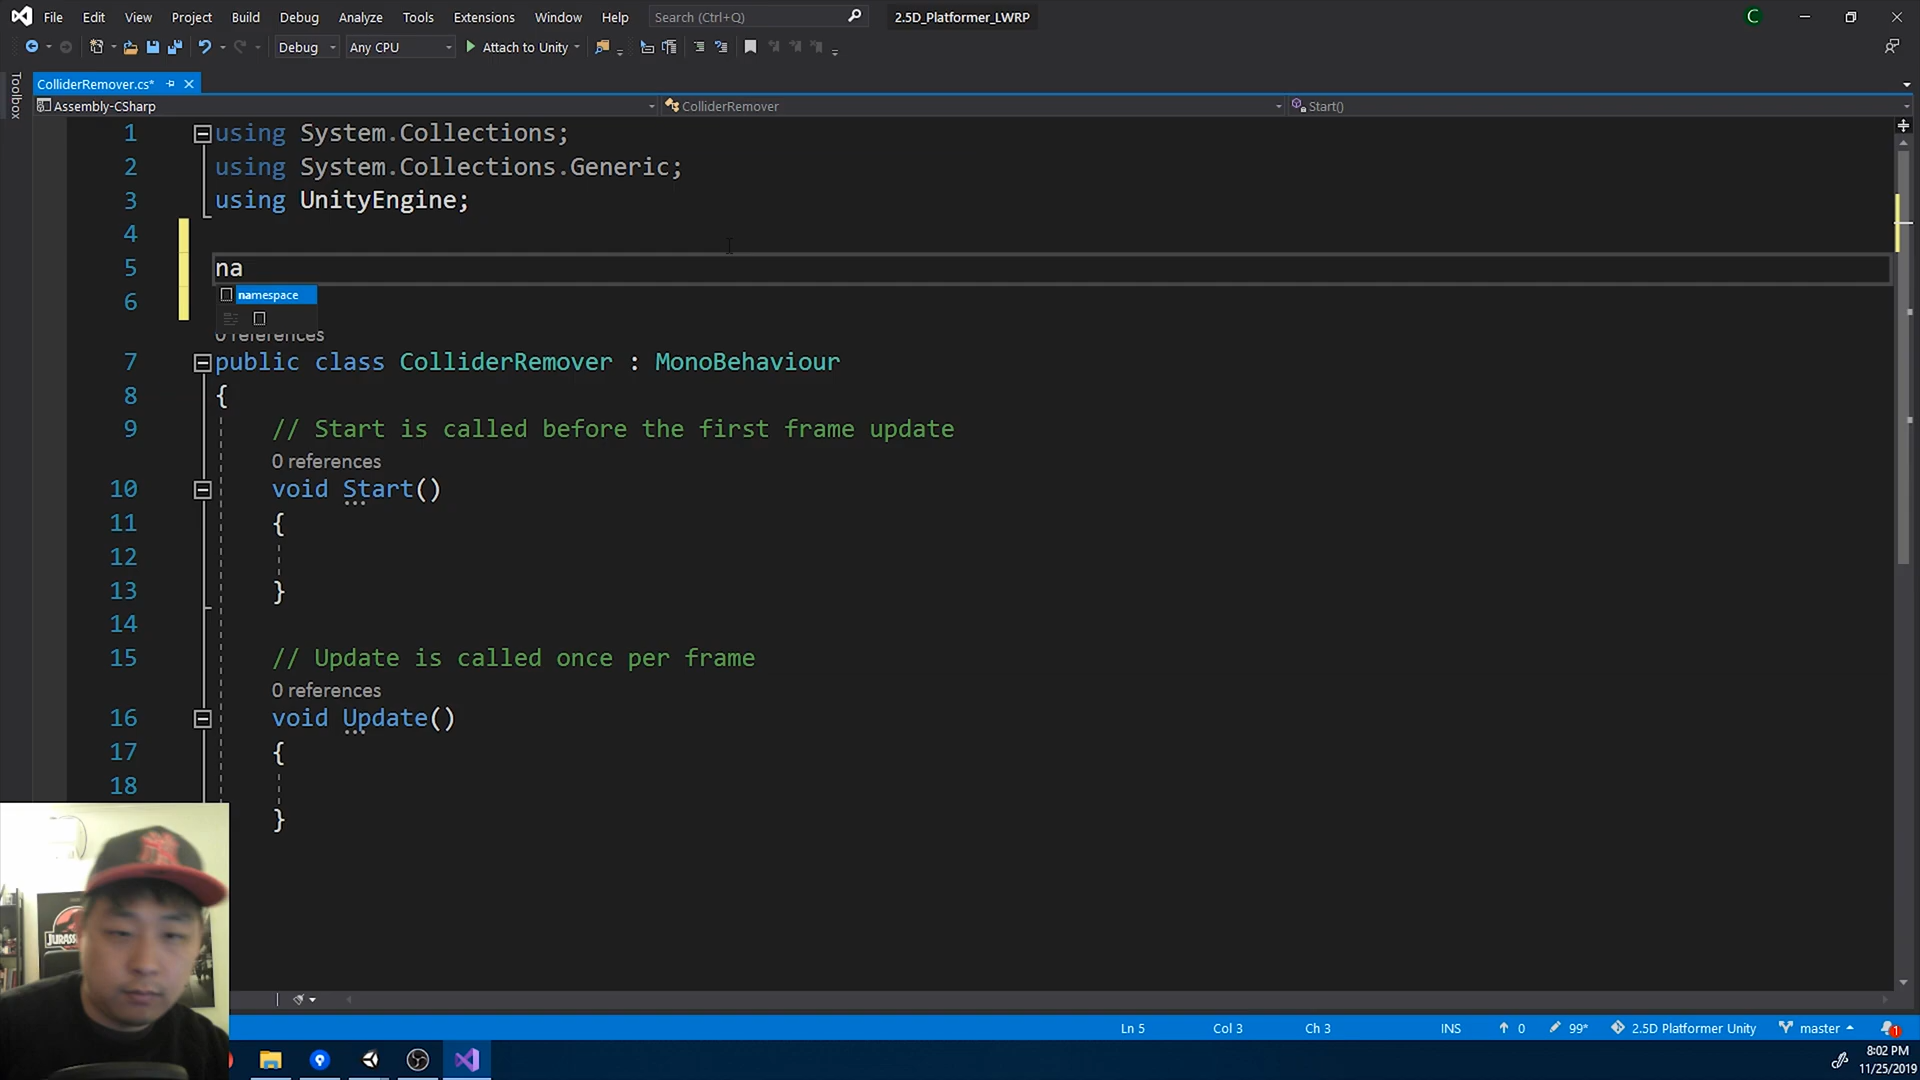 File Edit View Project Build Debug Analyze Tools Extensions Window Help Search (Ctrl+Q) 2.5D_Platformer_LWRP C
Debug Any CPU Attach to Unity
Toolbox
ColliderRemover.cs*
Assembly-CSharp ColliderRemover Start()
1 using System.Collections;
2 using System.Collections.Generic;
3 using UnityEngine;
4
5 na
namespace
6
0 references
7 public class ColliderRemover : MonoBehaviour
8 {
9 // Start is called before the first frame update
0 references
10 void Start()
11 {
12
13 }
14
15 // Update is called once per frame
0 references
16 void Update()
17 {
18
}
JURASS
Ln 5 Col 3 Ch 3 INS 0 99* 2.5D Platformer Unity master 1
8:02 PM
11/25/2019